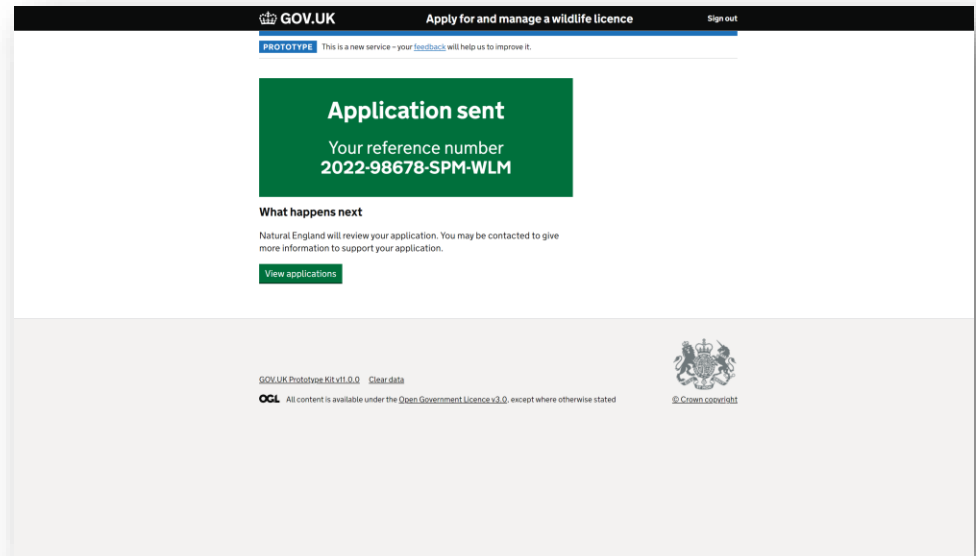 GOV.UK Apply for and manage a wildlife licence Sign out
PROTOTYPE This is a new service – your feedback will help us to improve it.
Application sent
Your reference number
2022-98678-SPM-WLM
What happens next
Natural England will review your application. You may be contacted to give
more information to support your application.
View applications
GOV.UK Prototype Kit v11.0.0 Clear data
OGL All content is available under the Open Government Licence v3.0, except where otherwise stated
© Crown copyright